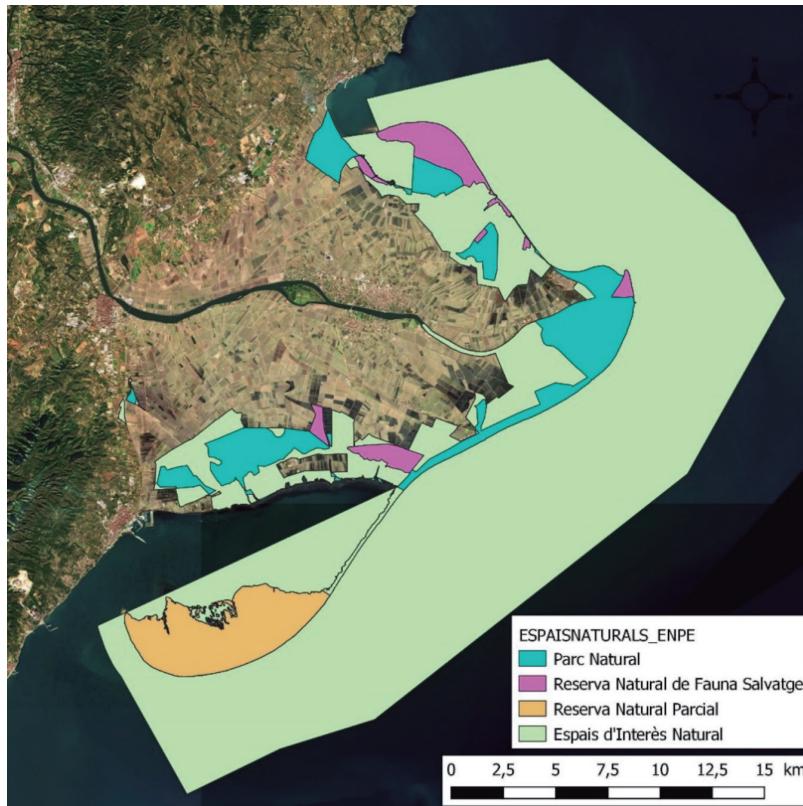 ESPAISNATURALS_ENPE
Parc Natural
Reserva Natural de Fauna Salvatge
Reserva Natural Parcial
Espais d'Interès Natural
0 2,5 5 7,5 10 12,5 15 km